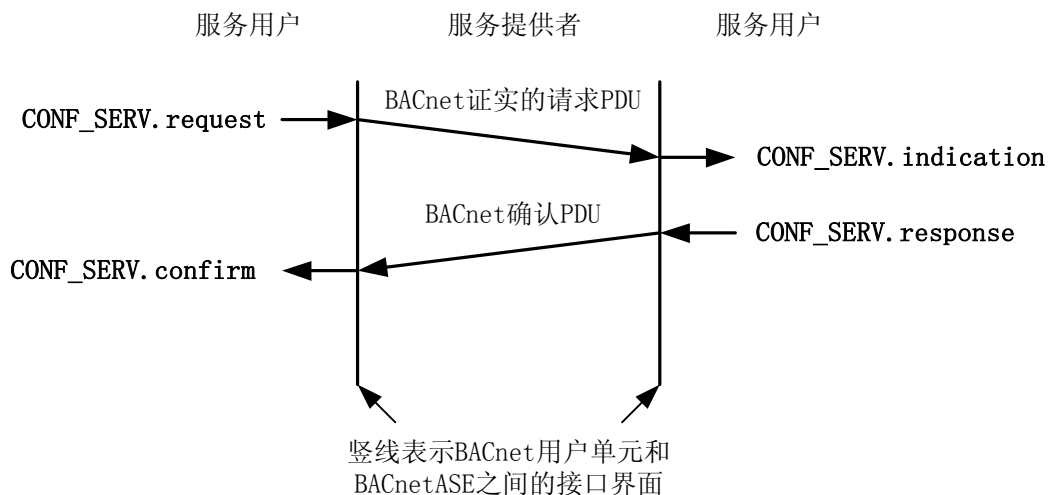 服务用户
服务提供者
服务用户
BACnet证实的请求PDU
CONF_SERV.request
CONF_SERV.indication
BACnet确认PDU
CONF_SERV.response
CONF_SERV.confirm
竖线表示BACnet用户单元和
BACnetASE之间的接口界面